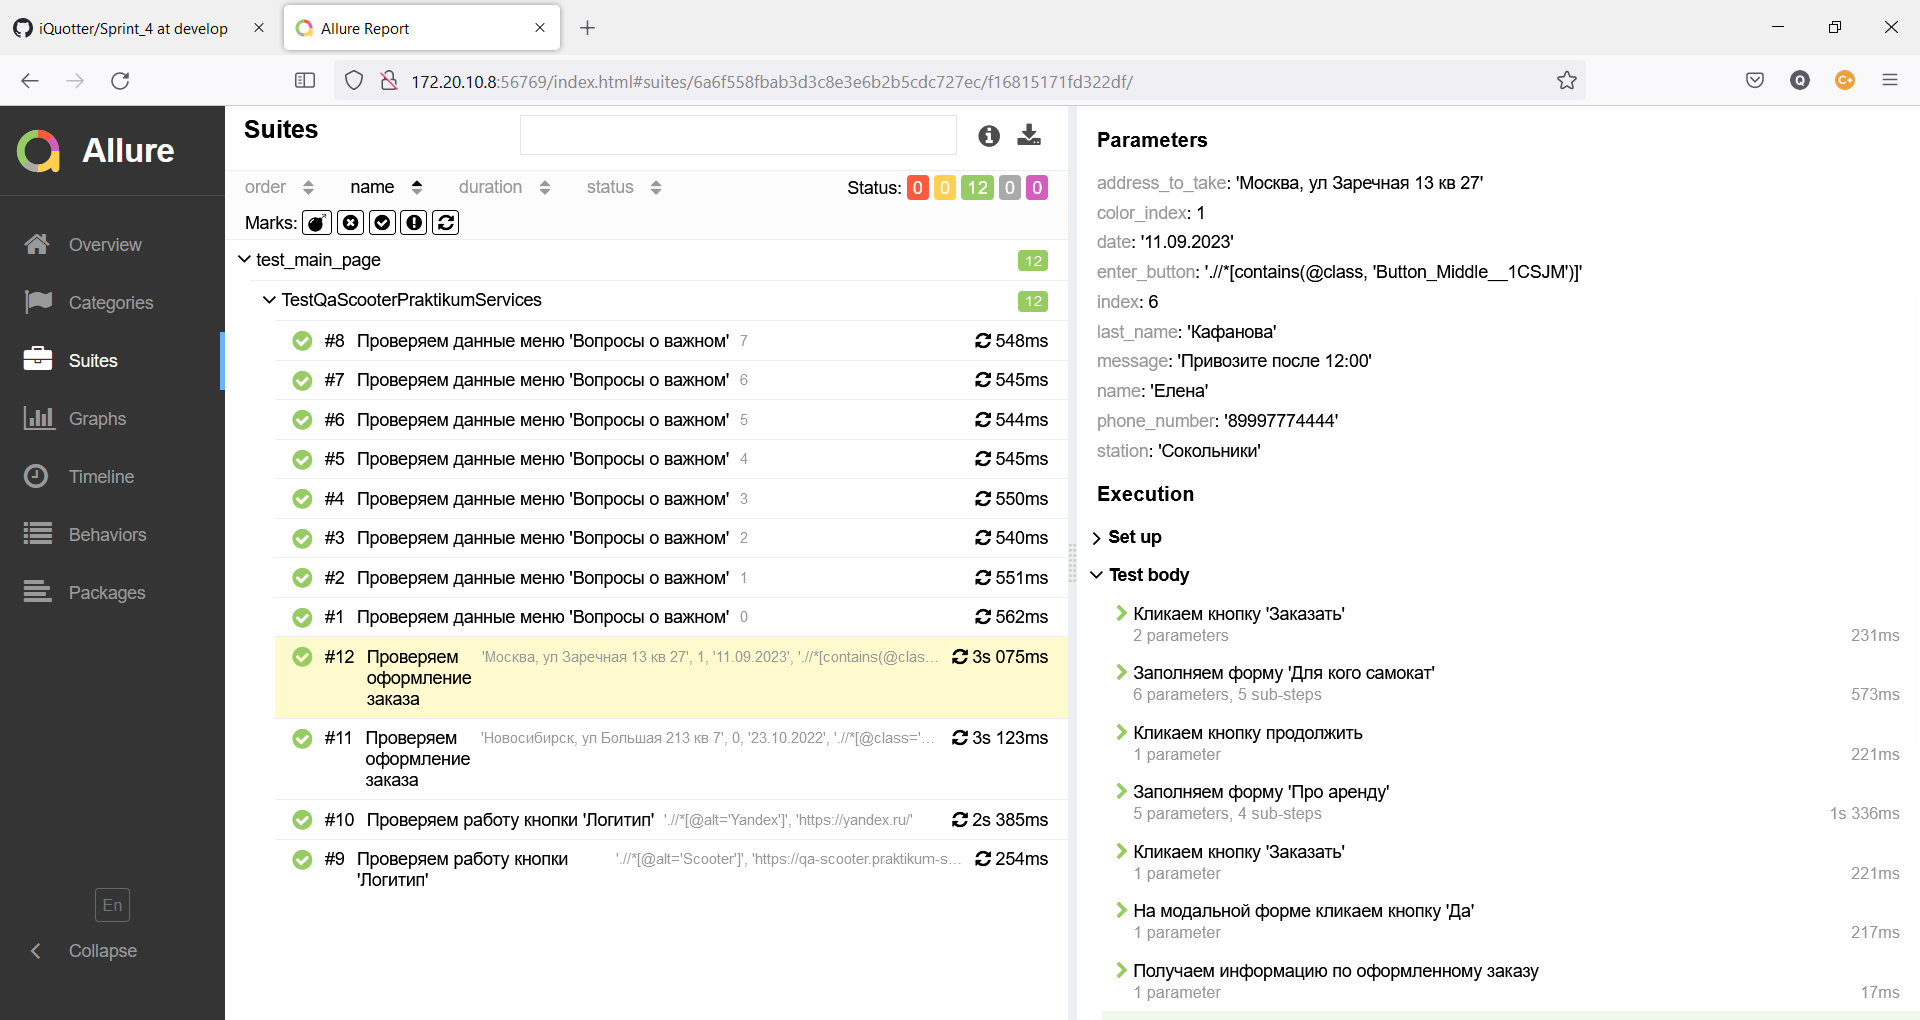 iQuotter/Sprint_4 at develop
Allure Report
172.20.10.8:56769/index.html#suites/6a6f558fbab3d3c8e3e6b2b5cdc727ec/f16815171fd322df/
Q
C+
Allure
Overview
Categories
Suites
Graphs
Timeline
Behaviors
Packages
En
Collapse
Suites
order name duration status
Status: 0 0 12 0 0
Marks:
test_main_page 12
TestQaScooterPraktikumServices 12
#8 Проверяем данные меню 'Вопросы о важном' 7 548ms
#7 Проверяем данные меню 'Вопросы о важном' 6 545ms
#6 Проверяем данные меню 'Вопросы о важном' 5 544ms
#5 Проверяем данные меню 'Вопросы о важном' 4 545ms
#4 Проверяем данные меню 'Вопросы о важном' 3 550ms
#3 Проверяем данные меню 'Вопросы о важном' 2 540ms
#2 Проверяем данные меню 'Вопросы о важном' 1 551ms
#1 Проверяем данные меню 'Вопросы о важном' 0 562ms
#12 Проверяем 'Москва, ул Заречная 13 кв 27', 1, '11.09.2023', './/*[contains(@clas... 3s 075ms
оформление
заказа
#11 Проверяем 'Новосибирск, ул Большая 213 кв 7', 0, '23.10.2022', './/*[@class='... 3s 123ms
оформление
заказа
#10 Проверяем работу кнопки 'Логитип' './/*[@alt='Yandex']', 'https://yandex.ru/' 2s 385ms
#9 Проверяем работу кнопки './/*[@alt='Scooter']', 'https://qa-scooter.praktikum-s... 254ms
'Логитип'
Parameters
address_to_take: 'Москва, ул Заречная 13 кв 27'
color_index: 1
date: '11.09.2023'
enter_button: './/*[contains(@class, 'Button_Middle__1CSJM')]'
index: 6
last_name: 'Кафанова'
message: 'Привозите после 12:00'
name: 'Елена'
phone_number: '89997774444'
station: 'Сокольники'
Execution
Set up
Test body
Кликаем кнопку 'Заказать'
2 parameters 231ms
Заполняем форму 'Для кого самокат'
6 parameters, 5 sub-steps 573ms
Кликаем кнопку продолжить
1 parameter 221ms
Заполняем форму 'Про аренду'
5 parameters, 4 sub-steps 1s 336ms
Кликаем кнопку 'Заказать'
1 parameter 221ms
На модальной форме кликаем кнопку 'Да'
1 parameter 217ms
Получаем информацию по оформленному заказу
1 parameter 17ms